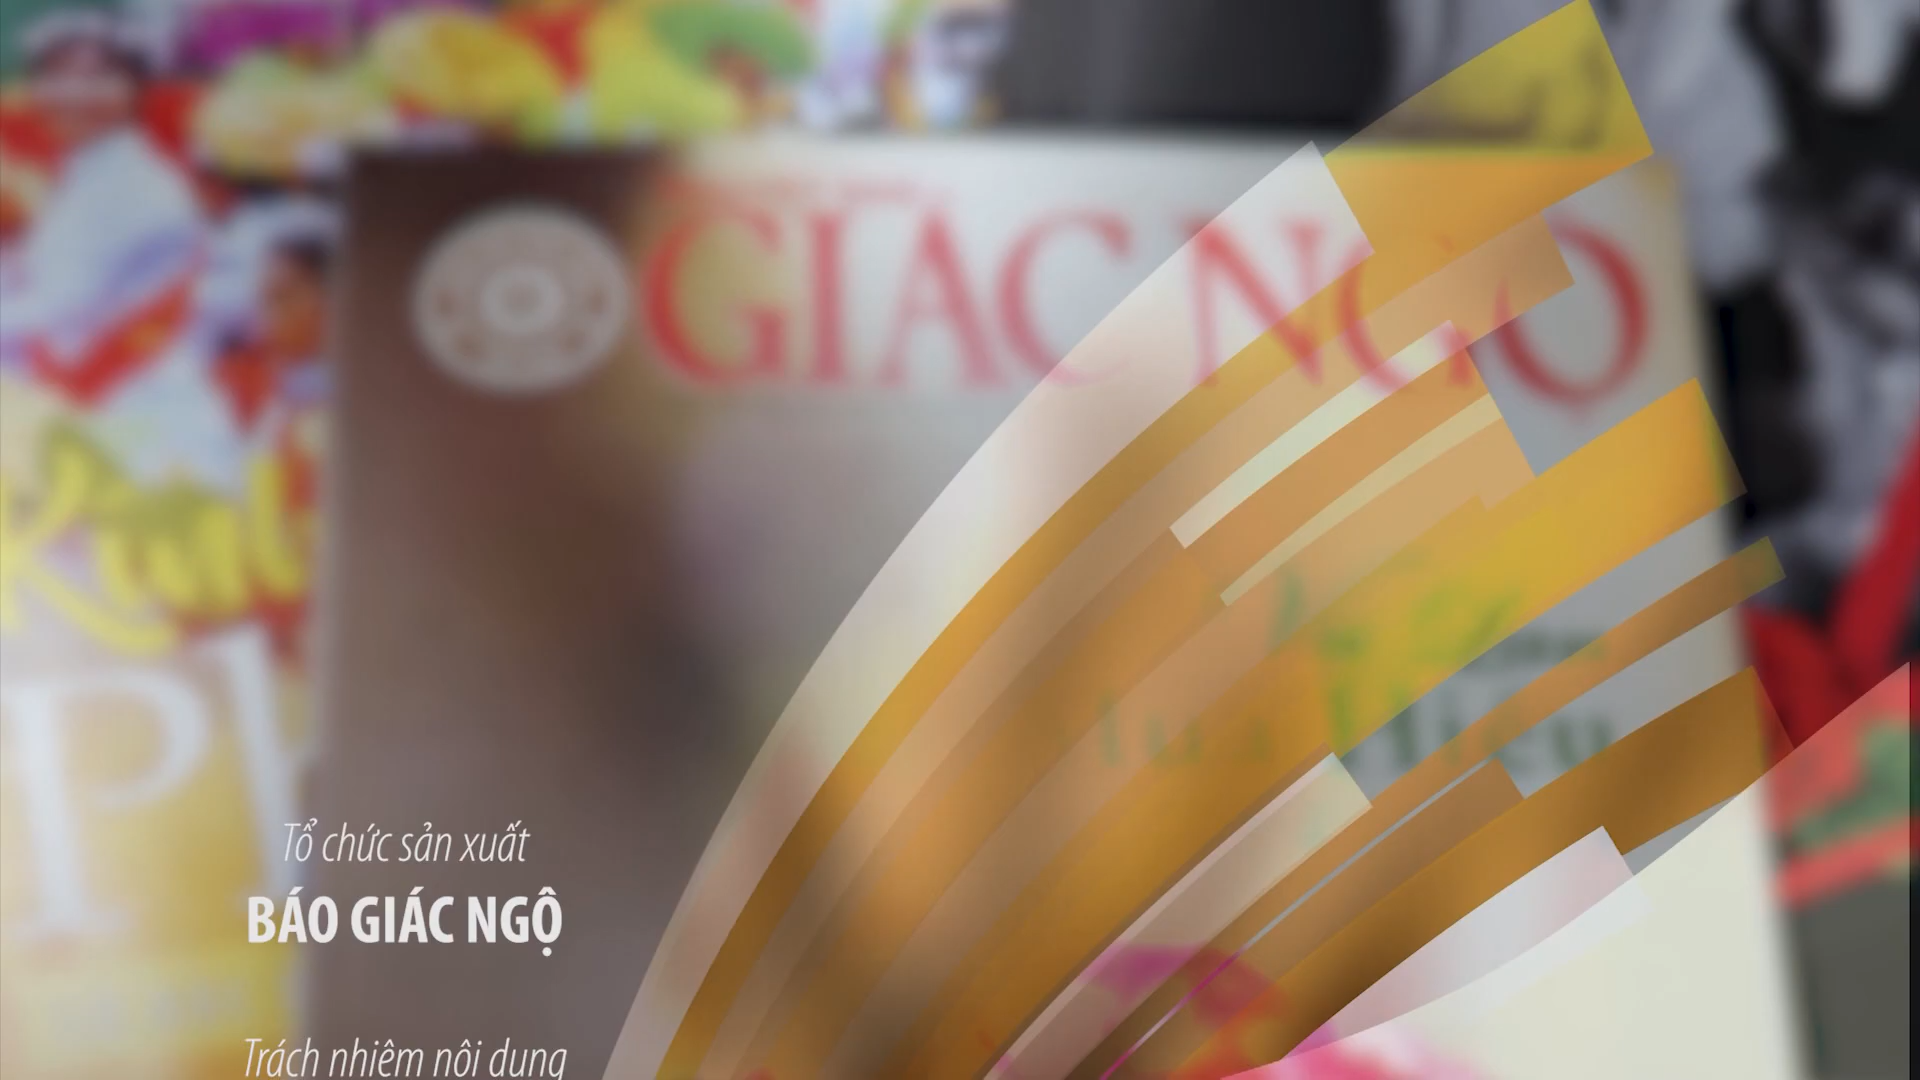 GIÁC NGỘ
Tổ chức sản xuất
BÁO GIÁC NGỘ
Trách nhiệm nội dung